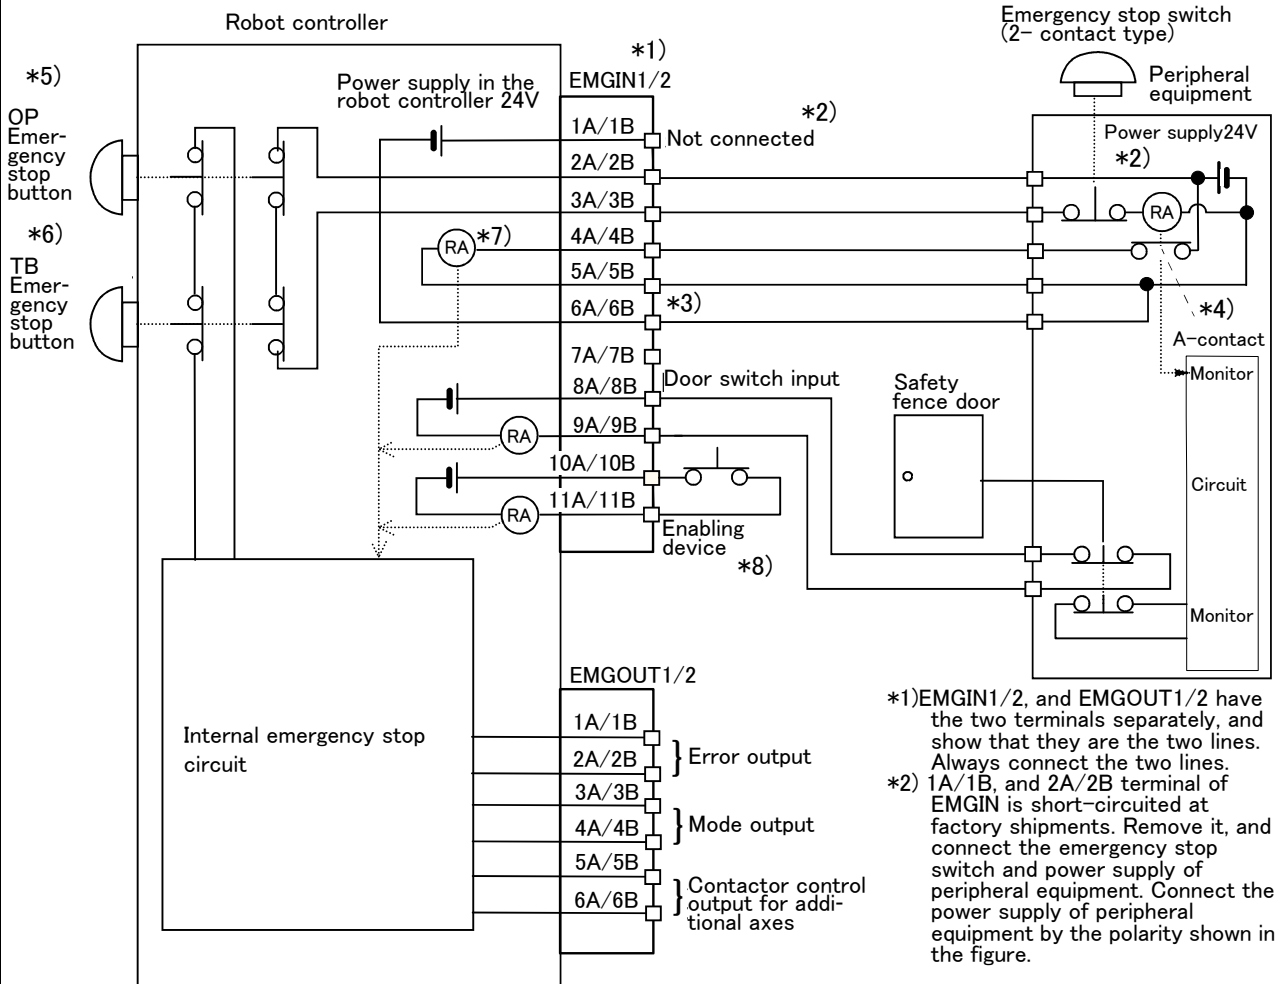 Robot controller
Emergency stop switch
(2- contact type)
*1)
*5)
Power supply in the
robot controller 24V
EMGIN1/2
Peripheral
equipment
OP
Emer-
gency
stop
button
1A/1B
Not connected
*2)
Power supply24V
*2)
2A/2B
3A/3B
RA
*6)
4A/4B
RA
*7)
TB
Emer-
gency
stop
button
5A/5B
6A/6B
*3)
*4)
A-contact
7A/7B
8A/8B
Door switch input
Safety
fence door
Monitor
9A/9B
RA
10A/10B
Circuit
11A/11B
RA
Enabling
device
*8)
Monitor
EMGOUT1/2
Internal emergency stop
circuit
1A/1B
2A/2B
Error output
3A/3B
4A/4B
Mode output
5A/5B
6A/6B
Contactor control
output for addi-
tional axes
*1)EMGIN1/2, and EMGOUT1/2 have
the two terminals separately, and
show that they are the two lines.
Always connect the two lines.
*2) 1A/1B, and 2A/2B terminal of
EMGIN is short-circuited at
factory shipments. Remove it, and
connect the emergency stop
switch and power supply of
peripheral equipment. Connect the
power supply of peripheral
equipment by the polarity shown in
the figure.